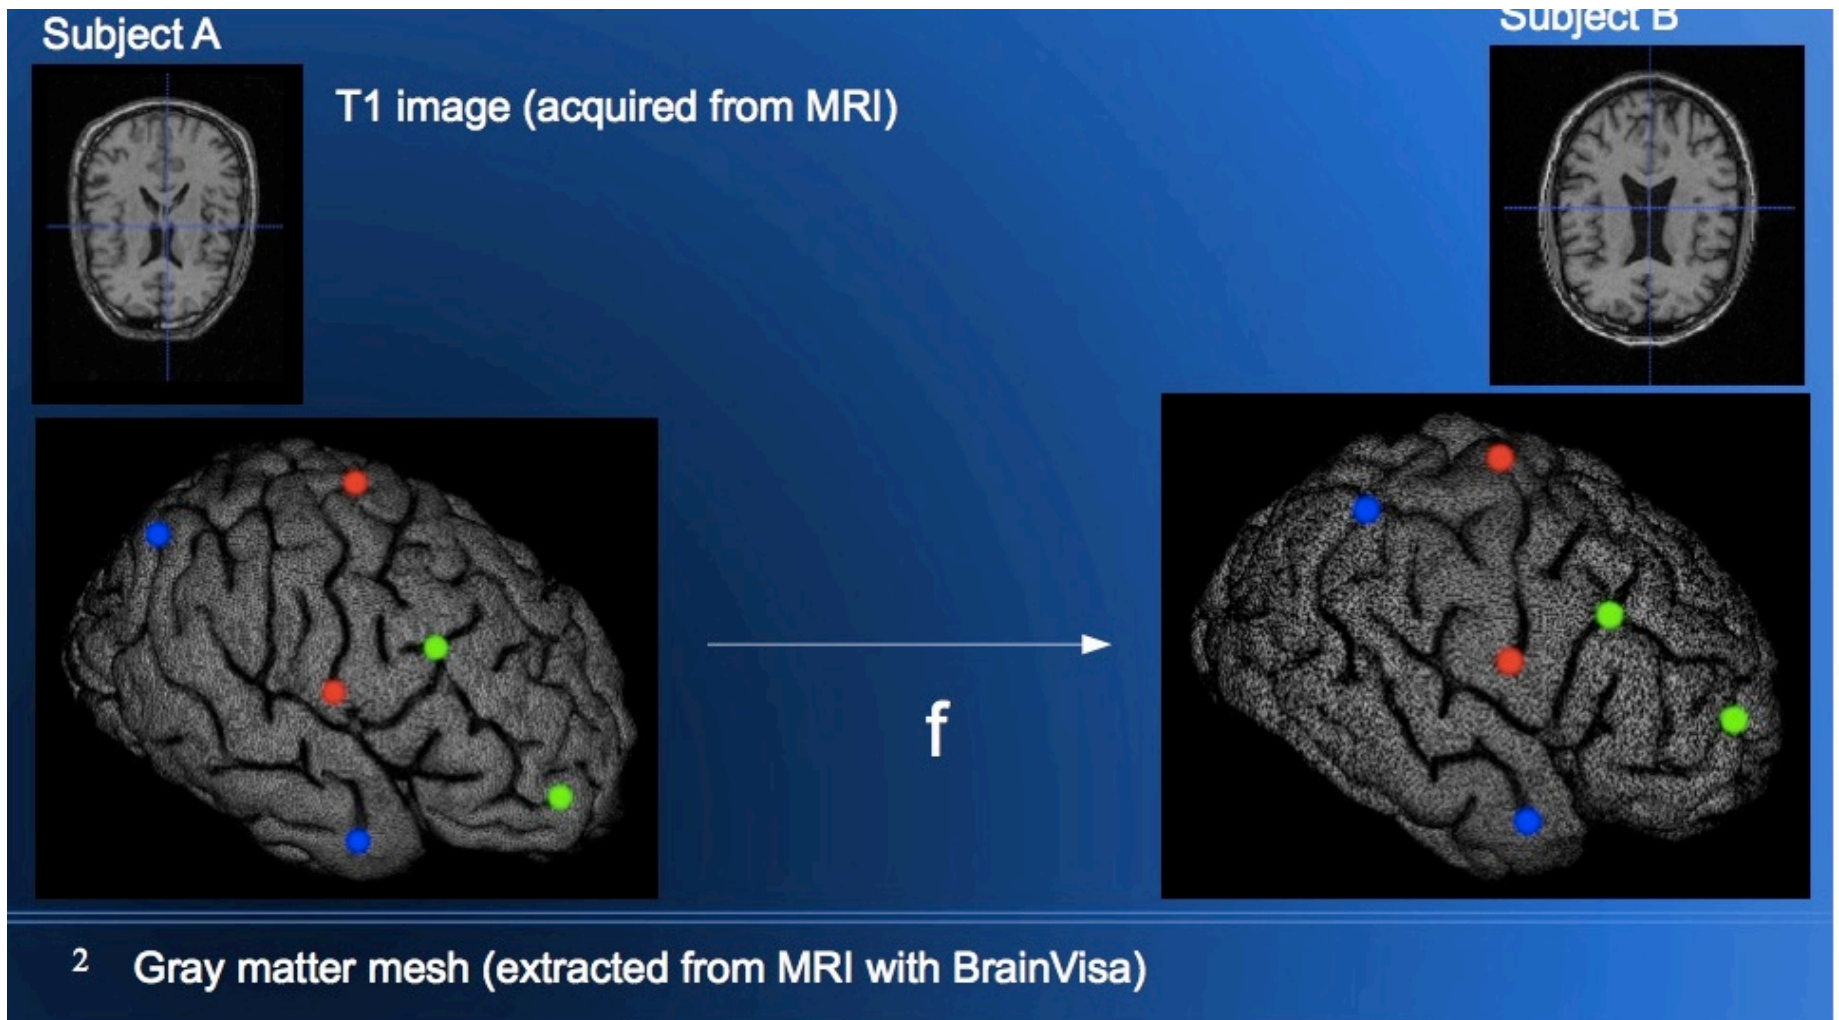 Subject A
Subject B
T1 image (acquired from MRI)
f
2 Gray matter mesh (extracted from MRI with BrainVisa)